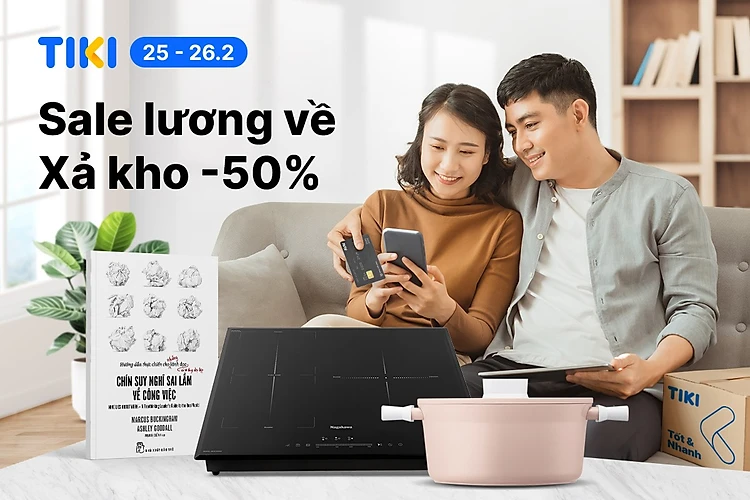 TIKI
25 - 26.2
Sale lương về
Xả kho -50%
CHÍN SUY NGHĨ SAI LẦM
VỀ CÔNG VIỆC
MARCUS BUCKINGHAM
ASHLEY GOODALL
Nagakawa
TIKI
Tốt &
Nhanh